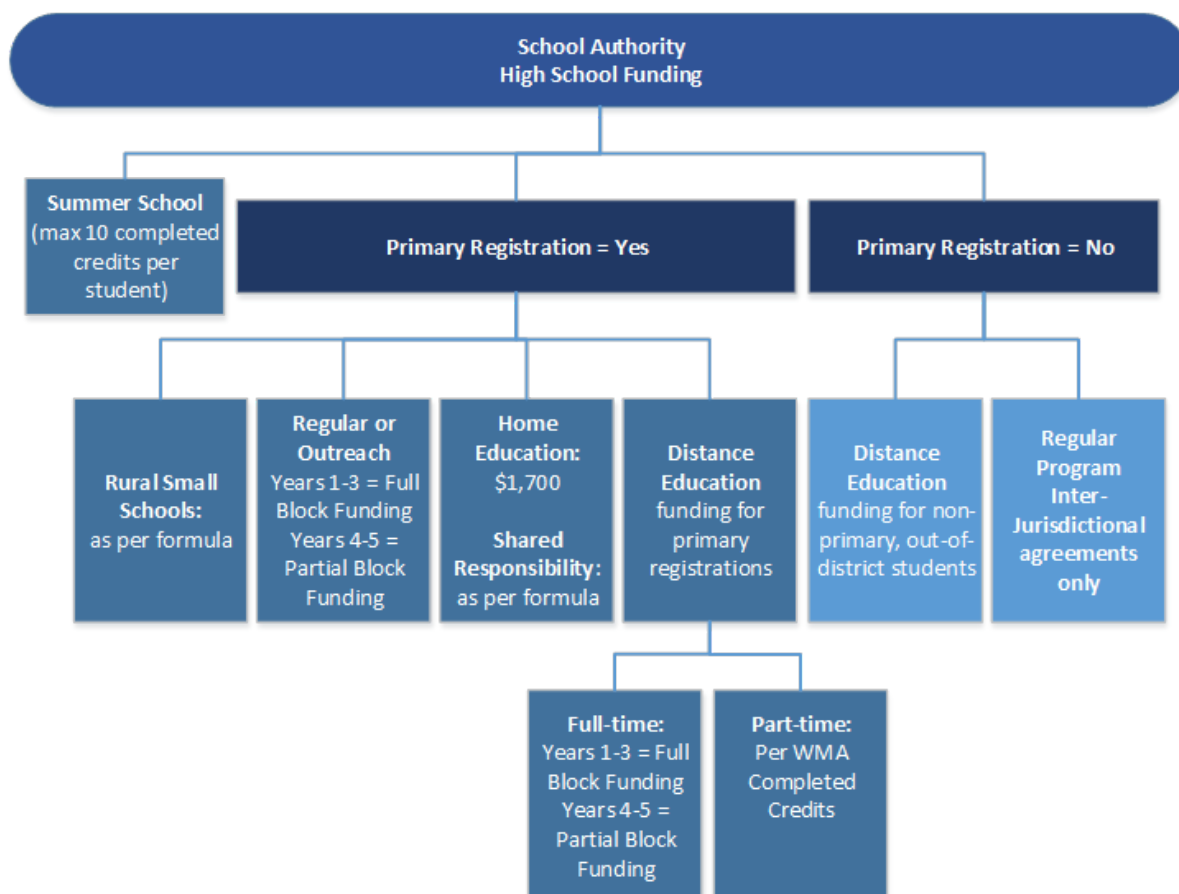 School Authority
High School Funding
Summer School
(max 10 completed
credits per
student)
Primary Registration = Yes
Primary Registration = No
Rural Small
Schools:
as per formula
Regular or
Outreach
Years 1-3 = Full
Block Funding
Years 4-5 =
Partial Block
Funding
Home
Education:
$1,700
Shared
Responsibility:
as per formula
Distance
Education
funding for
primary
registrations
Distance
Education
funding for non-
primary, out-of-
district students
Regular
Program
Inter-
Jurisdictional
agreements
only
Full-time:
Years 1-3 = Full
Block Funding
Years 4-5 =
Partial Block
Funding
Part-time:
Per WMA
Completed
Credits